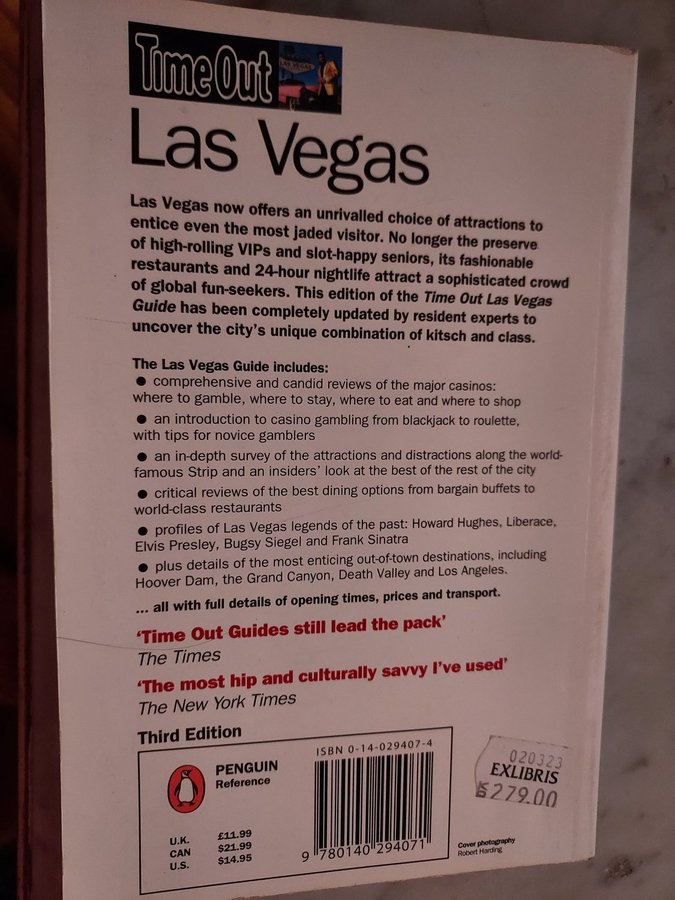 Time Out
LAS VEGAS
Las Vegas
Las Vegas now offers an unrivalled choice of attractions to
entice even the most jaded visitor. No longer the preserve
of high-rolling VIPs and slot-happy seniors, its fashionable
restaurants and 24-hour nightlife attract a sophisticated crowd
of global fun-seekers. This edition of the Time Out Las Vegas
Guide has been completely updated by resident experts to
uncover the city's unique combination of kitsch and class.
The Las Vegas Guide includes:
● comprehensive and candid reviews of the major casinos:
where to gamble, where to stay, where to eat and where to shop
● an introduction to casino gambling from blackjack to roulette,
with tips for novice gamblers
● an in-depth survey of the attractions and distractions along the world-
famous Strip and an insiders' look at the best of the rest of the city
● critical reviews of the best dining options from bargain buffets to
world-class restaurants
● profiles of Las Vegas legends of the past: Howard Hughes, Liberace,
Elvis Presley, Bugsy Siegel and Frank Sinatra
● plus details of the most enticing out-of-town destinations, including
Hoover Dam, the Grand Canyon, Death Valley and Los Angeles.
... all with full details of opening times, prices and transport.
'Time Out Guides still lead the pack'
The Times
'The most hip and culturally savvy I've used'
The New York Times
Third Edition
PENGUIN
Reference
U.K. £11.99
CAN $21.99
U.S. $14.95
ISBN 0-14-029407-4
9 780140 294071
Cover photography
Robert Harding
020323
EXLIBRIS
279.00